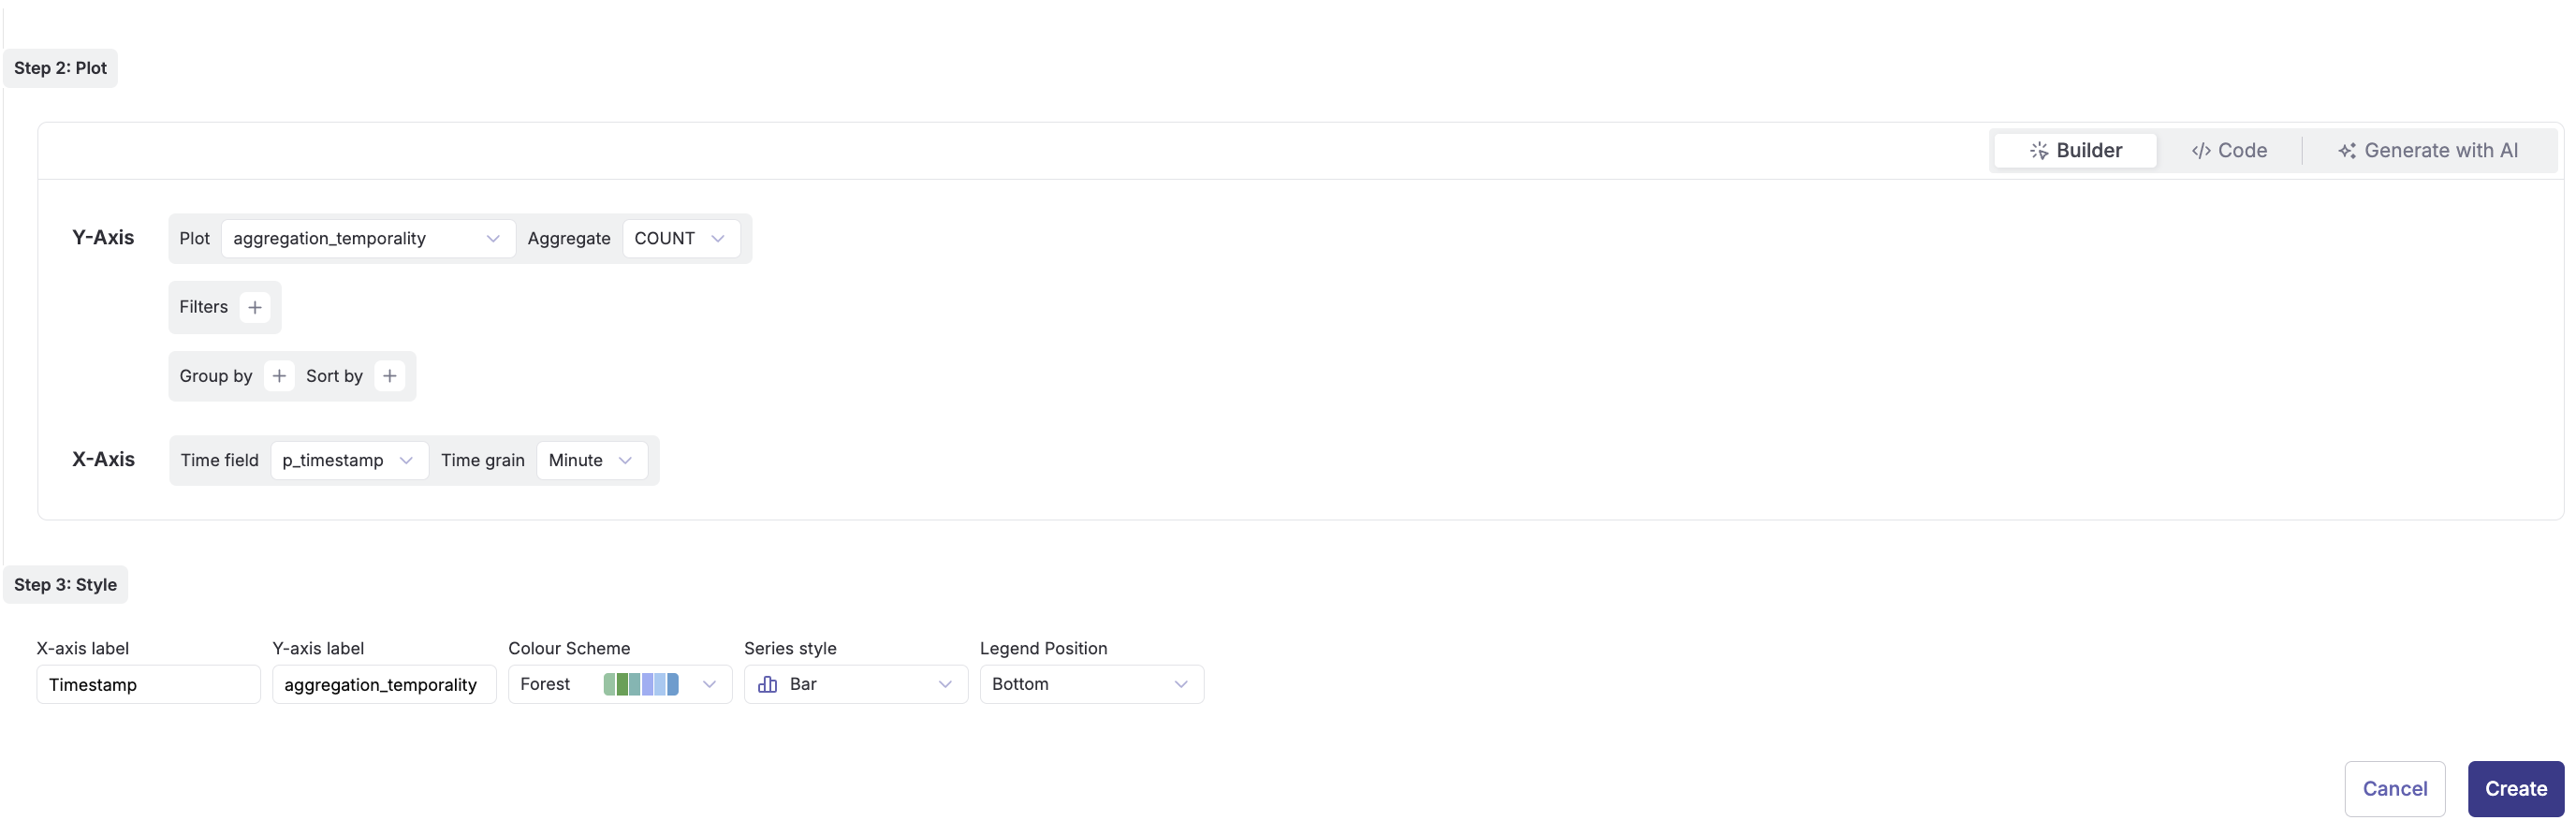 Step 2: Plot
Builder
Code
Generate with AI
Y-Axis Plot aggregation_temporality Aggregate COUNT
Filters
Group by Sort by
X-Axis Time field p_timestamp Time grain Minute
Step 3: Style
X-axis label Y-axis label Colour Scheme Series style Legend Position
Timestamp aggregation_temporality Forest Bar Bottom
Cancel Create